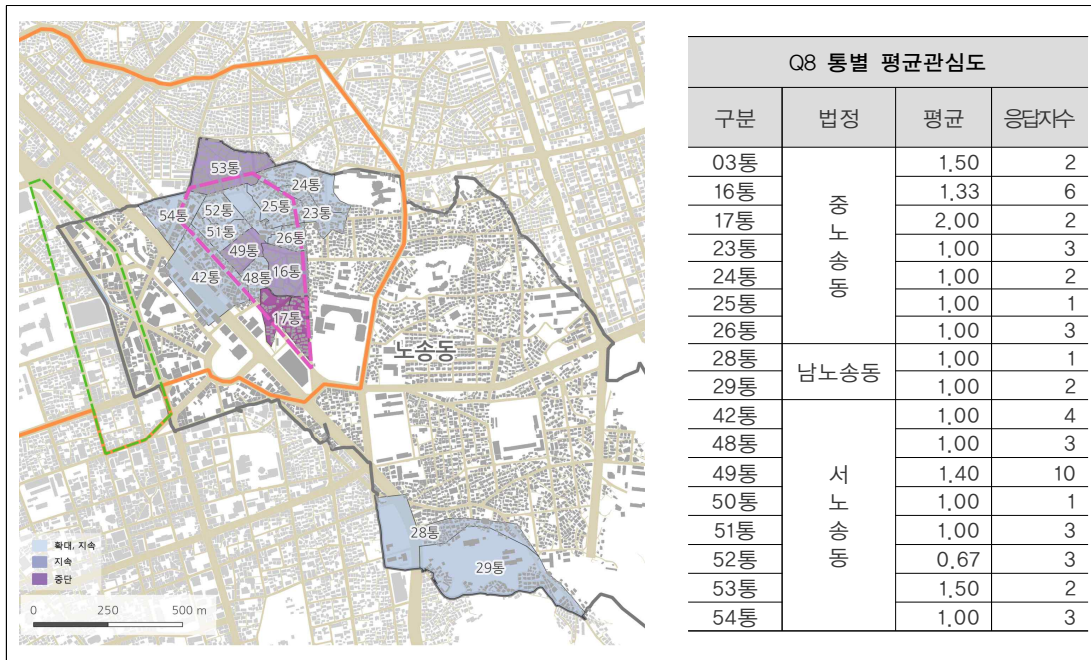 53통
24통
52통
25통
54통
23통
51통
26통
49통
42통
48통
16통
17통
노송동
28통
29통
확대, 지속
지속
중단
0 250 500 m
Q8 통별 평균관심도
구분 법정 평균 응답자수
03통 중노송동 1.50 2
16통 1.33 6
17통 2.00 2
23통 1.00 3
24통 1.00 2
25통 1.00 1
26통 1.00 3
28통 남노송동 1.00 1
29통 1.00 2
42통 서노송동 1.00 4
48통 1.00 3
49통 1.40 10
50통 1.00 1
51통 1.00 3
52통 0.67 3
53통 1.50 2
54통 1.00 3